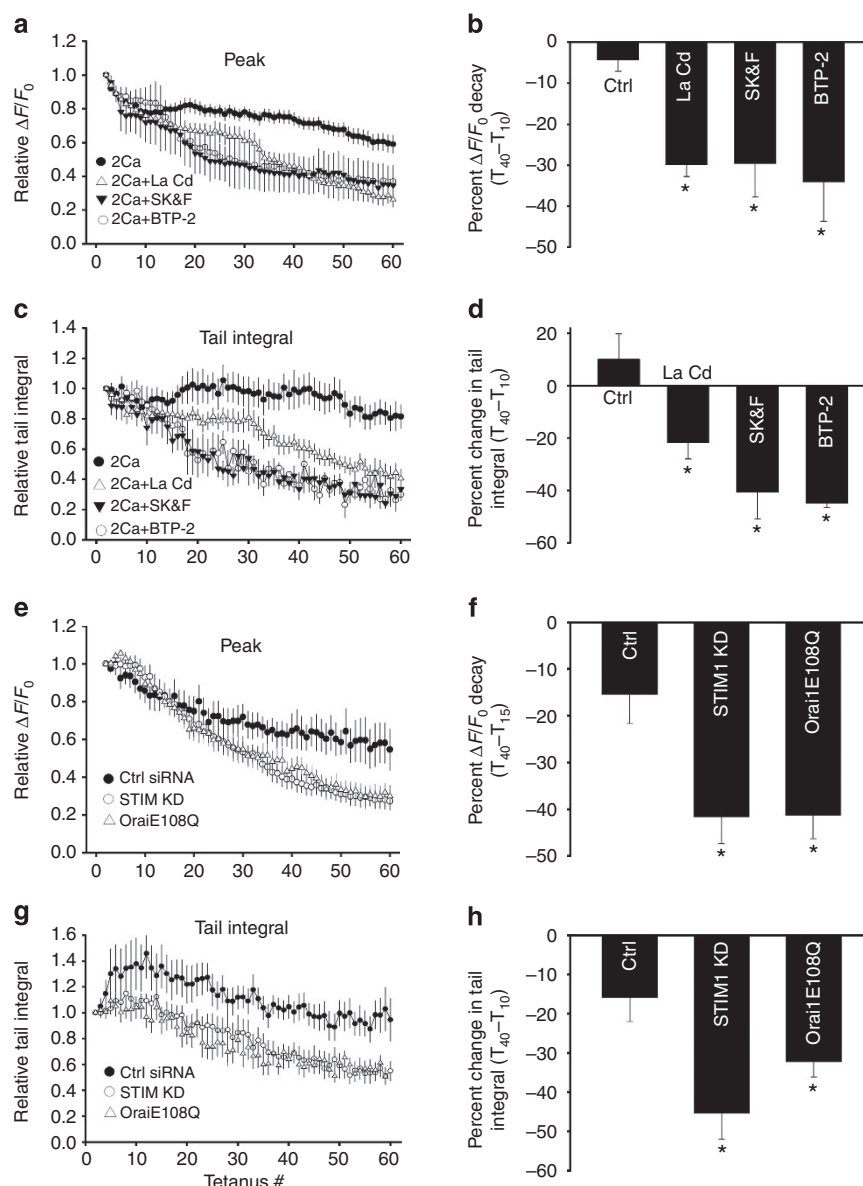 a
Peak
Relative ΔF/F0
1.2
1.0
0.8
0.6
0.4
0.2
0.0
2Ca
2Ca+La Cd
2Ca+SK&F
2Ca+BTP-2
0 10 20 30 40 50 60
b
Percent ΔF/F0 decay
(T40–T10)
0
–10
–20
–30
–40
–50
Ctrl
La Cd
SK&F
BTP-2
* * *
c
Tail integral
Relative tail integral
1.4
1.2
1.0
0.8
0.6
0.4
0.2
0.0
2Ca
2Ca+La Cd
2Ca+SK&F
2Ca+BTP-2
0 10 20 30 40 50 60
d
Percent change in tail
integral (T40–T10)
20
0
–20
–40
–60
Ctrl
La Cd
SK&F
BTP-2
* * *
e
Peak
Relative ΔF/F0
1.2
1.0
0.8
0.6
0.4
0.2
0.0
Ctrl siRNA
STIM KD
OraiE108Q
0 10 20 30 40 50 60
f
Percent ΔF/F0 decay
(T40–T15)
0
–10
–20
–30
–40
–50
Ctrl
STIM1 KD
Orai1E108Q
* *
g
Tail integral
Relative tail integral
1.6
1.4
1.2
1.0
0.8
0.6
0.4
0.2
0.0
Ctrl siRNA
STIM KD
OraiE108Q
0 10 20 30 40 50 60
Tetanus #
h
Percent change in tail
integral (T40–T10)
0
–10
–20
–30
–40
–50
–60
Ctrl
STIM1 KD
Orai1E108Q
* *